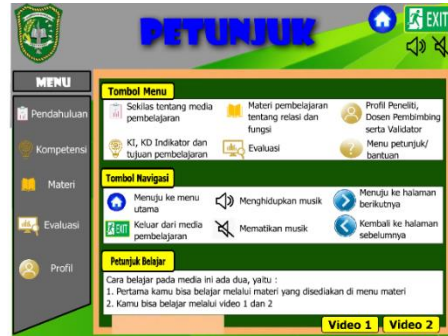 PETUNJUK
EXIT
MENU
Pendahuluan
Kompetensi
Materi
Evaluasi
Profil
Tombol Menu
Sekilas tentang media
pembelajaran
Materi pembelajaran
tentang relasi dan
fungsi
Profil Peneliti,
Dosen Pembimbing
serta Validator
KI, KD Indikator dan
tujuan pembelajaran
Evaluasi
Menu petunjuk/
bantuan
Tombol Navigasi
Menuju ke menu
utama
Menghidupkan musik
Menuju ke halaman
berikutnya
EXIT
Keluar dari media
pembelajaran
Mematikan musik
Kembali ke halaman
sebelumnya
Petunjuk Belajar
Cara belajar pada media ini ada dua, yaitu :
1. Pertama kamu bisa belajar melalui materi yang disediakan di menu materi
2. Kamu bisa belajar melalui video 1 dan 2
Video 1
Video 2